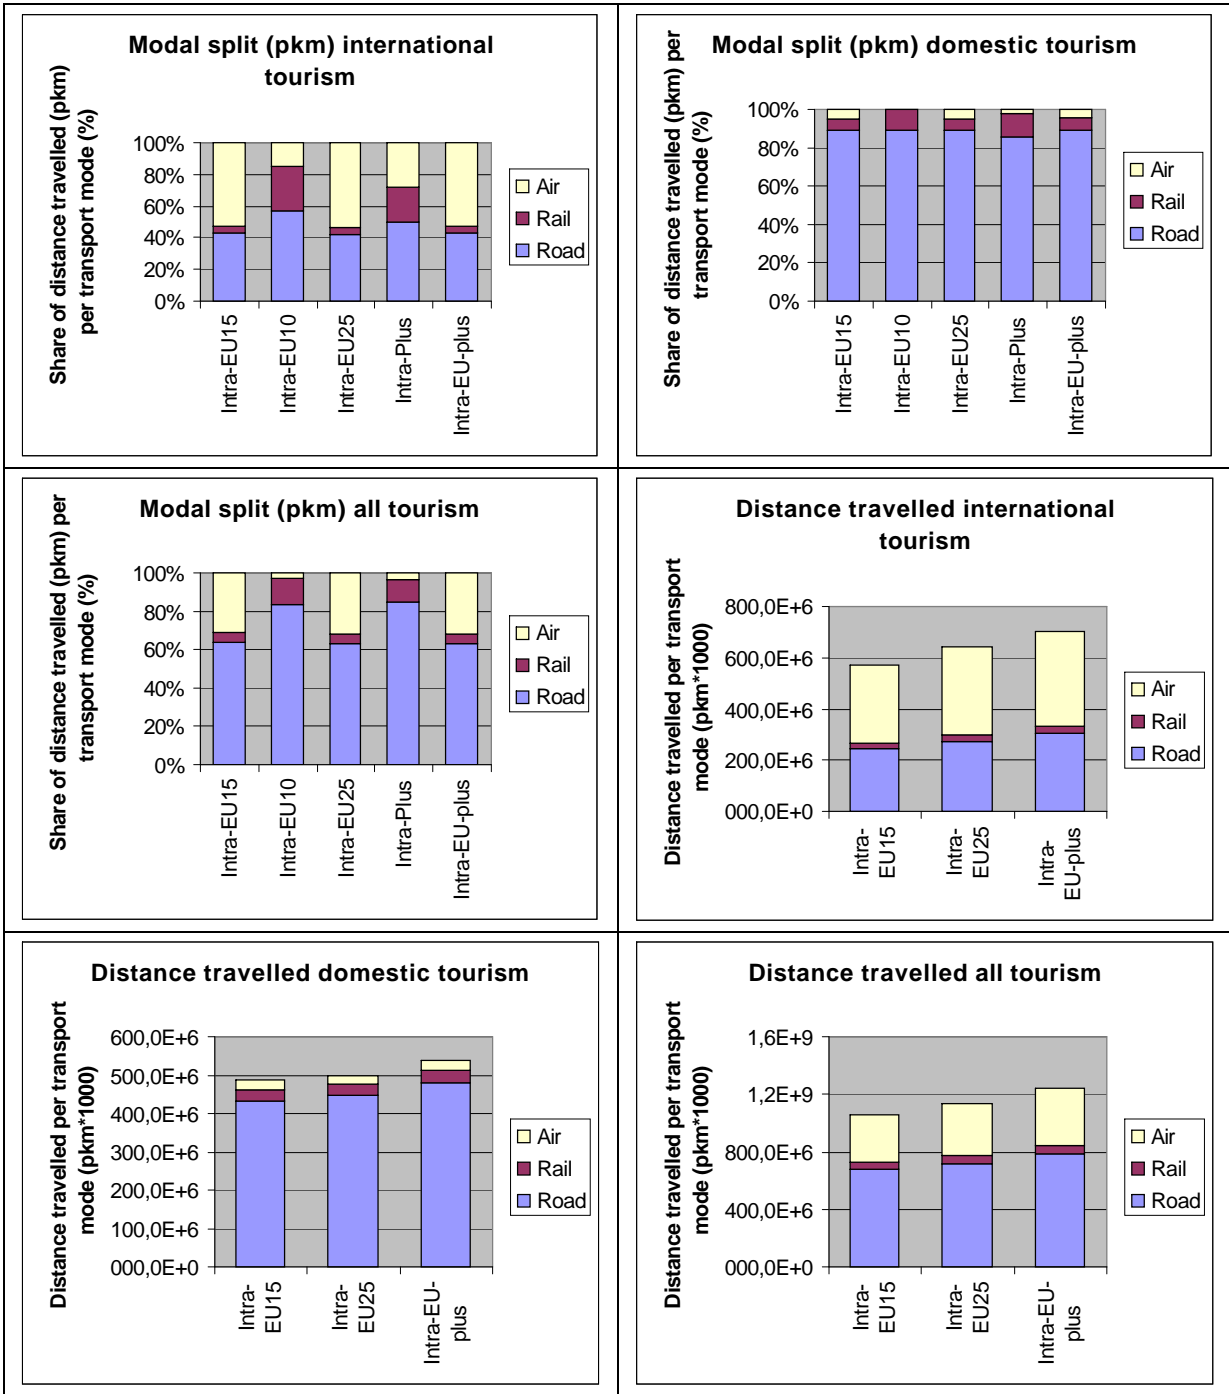 Modal split (pkm) international
tourism
Share of distance travelled (pkm)
per transport mode (%)
100%
80%
60%
40%
20%
0%
Intra-EU15
Intra-EU10
Intra-EU25
Intra-Plus
Intra-EU-plus
Air
Rail
Road
Modal split (pkm) domestic tourism
Share of distance travelled (pkm) per
transport mode (%)
100%
80%
60%
40%
20%
0%
Intra-EU15
Intra-EU10
Intra-EU25
Intra-Plus
Intra-EU-plus
Air
Rail
Road
Modal split (pkm) all tourism
Share of distance travelled (pkm) per
transport mode (%)
100%
80%
60%
40%
20%
0%
Intra-EU15
Intra-EU10
Intra-EU25
Intra-Plus
Intra-EU-plus
Air
Rail
Road
Distance travelled international
tourism
Distance travelled per transport
mode (pkm*1000)
800,0E+6
600,0E+6
400,0E+6
200,0E+6
000,0E+0
Intra-
EU15
Intra-
EU25
Intra-
EU-plus
Air
Rail
Road
Distance travelled domestic tourism
Distance travelled per transport
mode (pkm*1000)
600,0E+6
500,0E+6
400,0E+6
300,0E+6
200,0E+6
100,0E+6
000,0E+0
Intra-
EU15
Intra-
EU25
Intra-EU-
plus
Air
Rail
Road
Distance travelled all tourism
Distance travelled per transport
mode (pkm*1000)
1,6E+9
1,2E+9
800,0E+6
400,0E+6
000,0E+0
Intra-
EU15
Intra-
EU25
Intra-EU-
plus
Air
Rail
Road